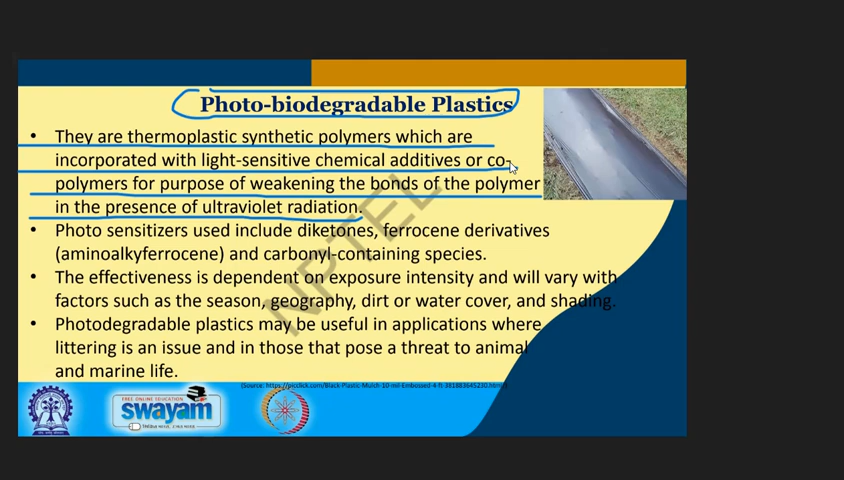 Photo-biodegradable Plastics
• They are thermoplastic synthetic polymers which are
incorporated with light-sensitive chemical additives or co-
polymers for purpose of weakening the bonds of the polymer
in the presence of ultraviolet radiation.
• Photo sensitizers used include diketones, ferrocene derivatives
(aminoalkyferrocene) and carbonyl-containing species.
• The effectiveness is dependent on exposure intensity and will vary with
factors such as the season, geography, dirt or water cover, and shading.
• Photodegradable plastics may be useful in applications where
littering is an issue and in those that pose a threat to animal
and marine life.
NPTEL
FREE ONLINE EDUCATION
swayam